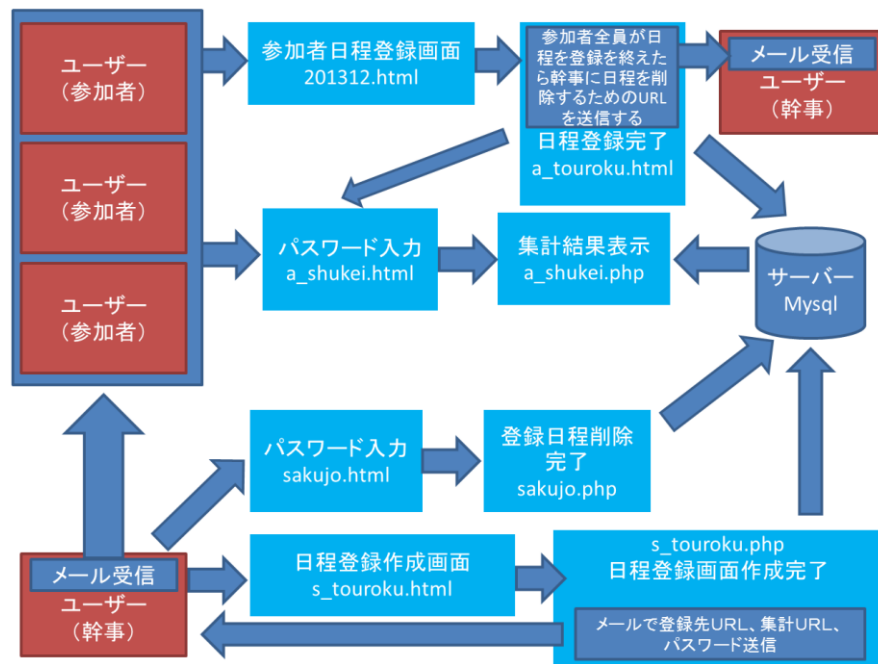 ユーザー
（参加者）
ユーザー
（参加者）
ユーザー
（参加者）
参加者日程登録画面
201312.html
参加者全員が日
程を登録を終えた
ら幹事に日程を削
除するためのURL
を送信する
日程登録完了
a_touroku.html
メール受信
ユーザー
（幹事）
パスワード入力
a_shukei.html
集計結果表示
a_shukei.php
サーバー
Mysql
パスワード入力
sakujo.html
登録日程削除
完了
sakujo.php
メール受信
ユーザー
（幹事）
日程登録作成画面
s_touroku.html
s_touroku.php
日程登録画面作成完了
メールで登録先URL、集計URL、
パスワード送信